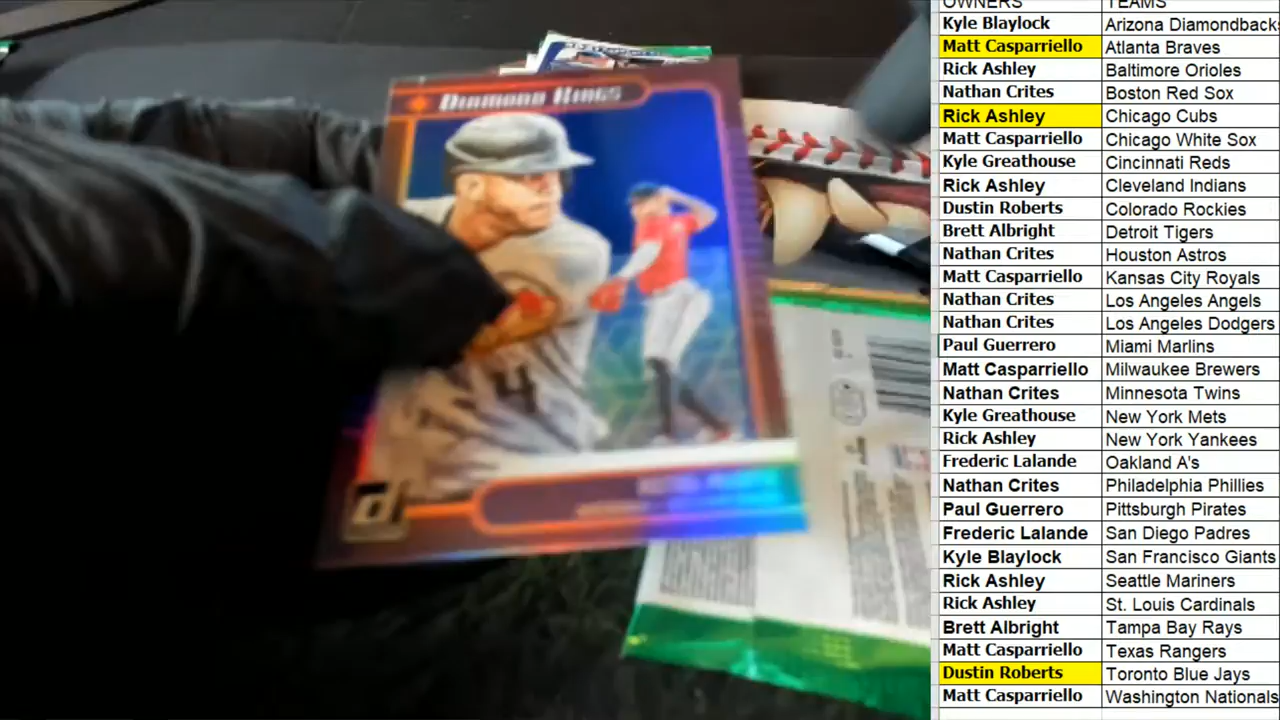 OWNERS TEAMS
Kyle Blaylock Arizona Diamondbacks
Matt Casparriello Atlanta Braves
Rick Ashley Baltimore Orioles
Nathan Crites Boston Red Sox
Rick Ashley Chicago Cubs
Matt Casparriello Chicago White Sox
Kyle Greathouse Cincinnati Reds
Rick Ashley Cleveland Indians
Dustin Roberts Colorado Rockies
Brett Albright Detroit Tigers
Nathan Crites Houston Astros
Matt Casparriello Kansas City Royals
Nathan Crites Los Angeles Angels
Nathan Crites Los Angeles Dodgers
Paul Guerrero Miami Marlins
Matt Casparriello Milwaukee Brewers
Nathan Crites Minnesota Twins
Kyle Greathouse New York Mets
Rick Ashley New York Yankees
Frederic Lalande Oakland A's
Nathan Crites Philadelphia Phillies
Paul Guerrero Pittsburgh Pirates
Frederic Lalande San Diego Padres
Kyle Blaylock San Francisco Giants
Rick Ashley Seattle Mariners
Rick Ashley St. Louis Cardinals
Brett Albright Tampa Bay Rays
Matt Casparriello Texas Rangers
Dustin Roberts Toronto Blue Jays
Matt Casparriello Washington Nationals
Diamond Kings
4
d